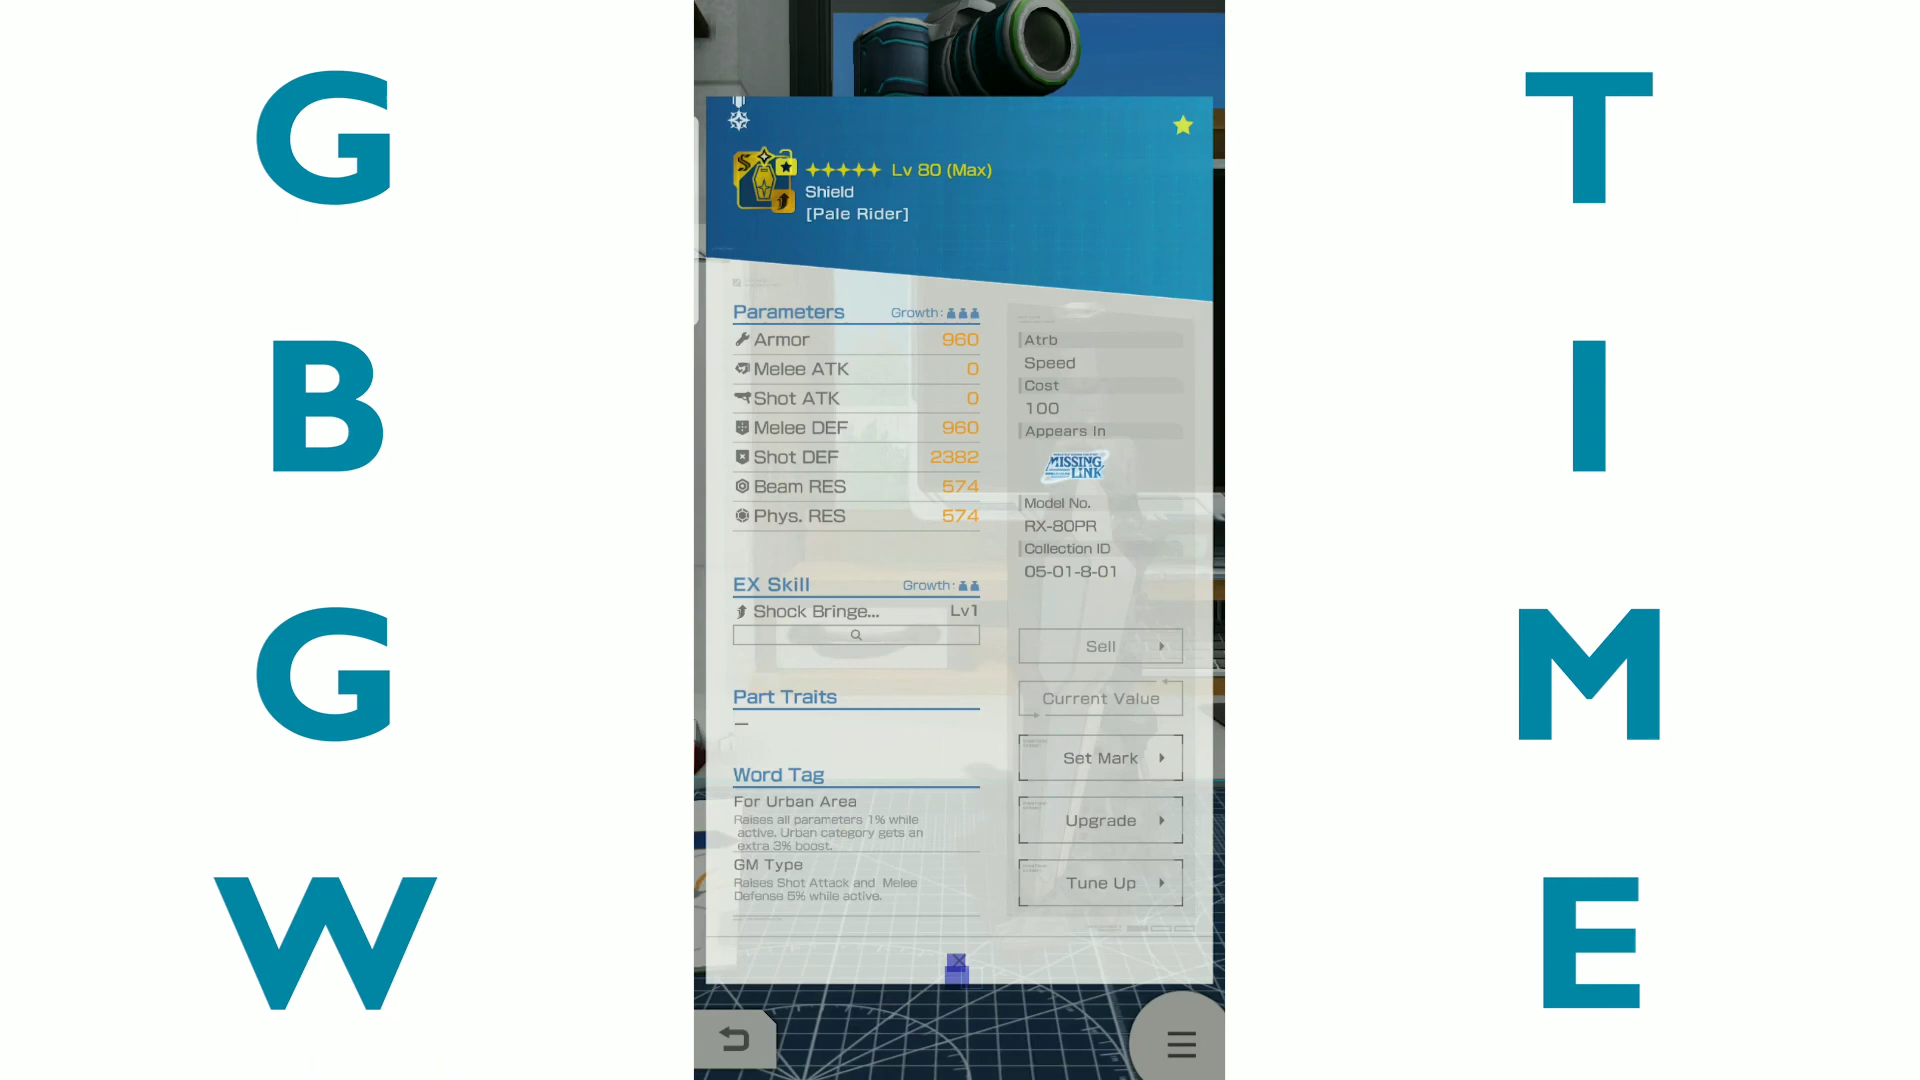 G
B
G
W
T
I
M
E
S
Lv 80 (Max)
Shield
[Pale Rider]
Parameters
Growth:
Armor 960
Melee ATK 0
Shot ATK 0
Melee DEF 960
Shot DEF 2382
Beam RES 574
Phys. RES 574
EX Skill
Growth:
Shock Bringe... Lv1
Part Traits
—
Word Tag
For Urban Area
Raises all parameters 1% while
active. Urban category gets an
extra 3% boost.
GM Type
Raises Shot Attack and Melee
Defense 5% while active.
Atrb
Speed
Cost
100
Appears In
MISSING
LINK
Model No.
RX-80PR
Collection ID
05-01-8-01
Sell
Current Value
Set Mark
Upgrade
Tune Up